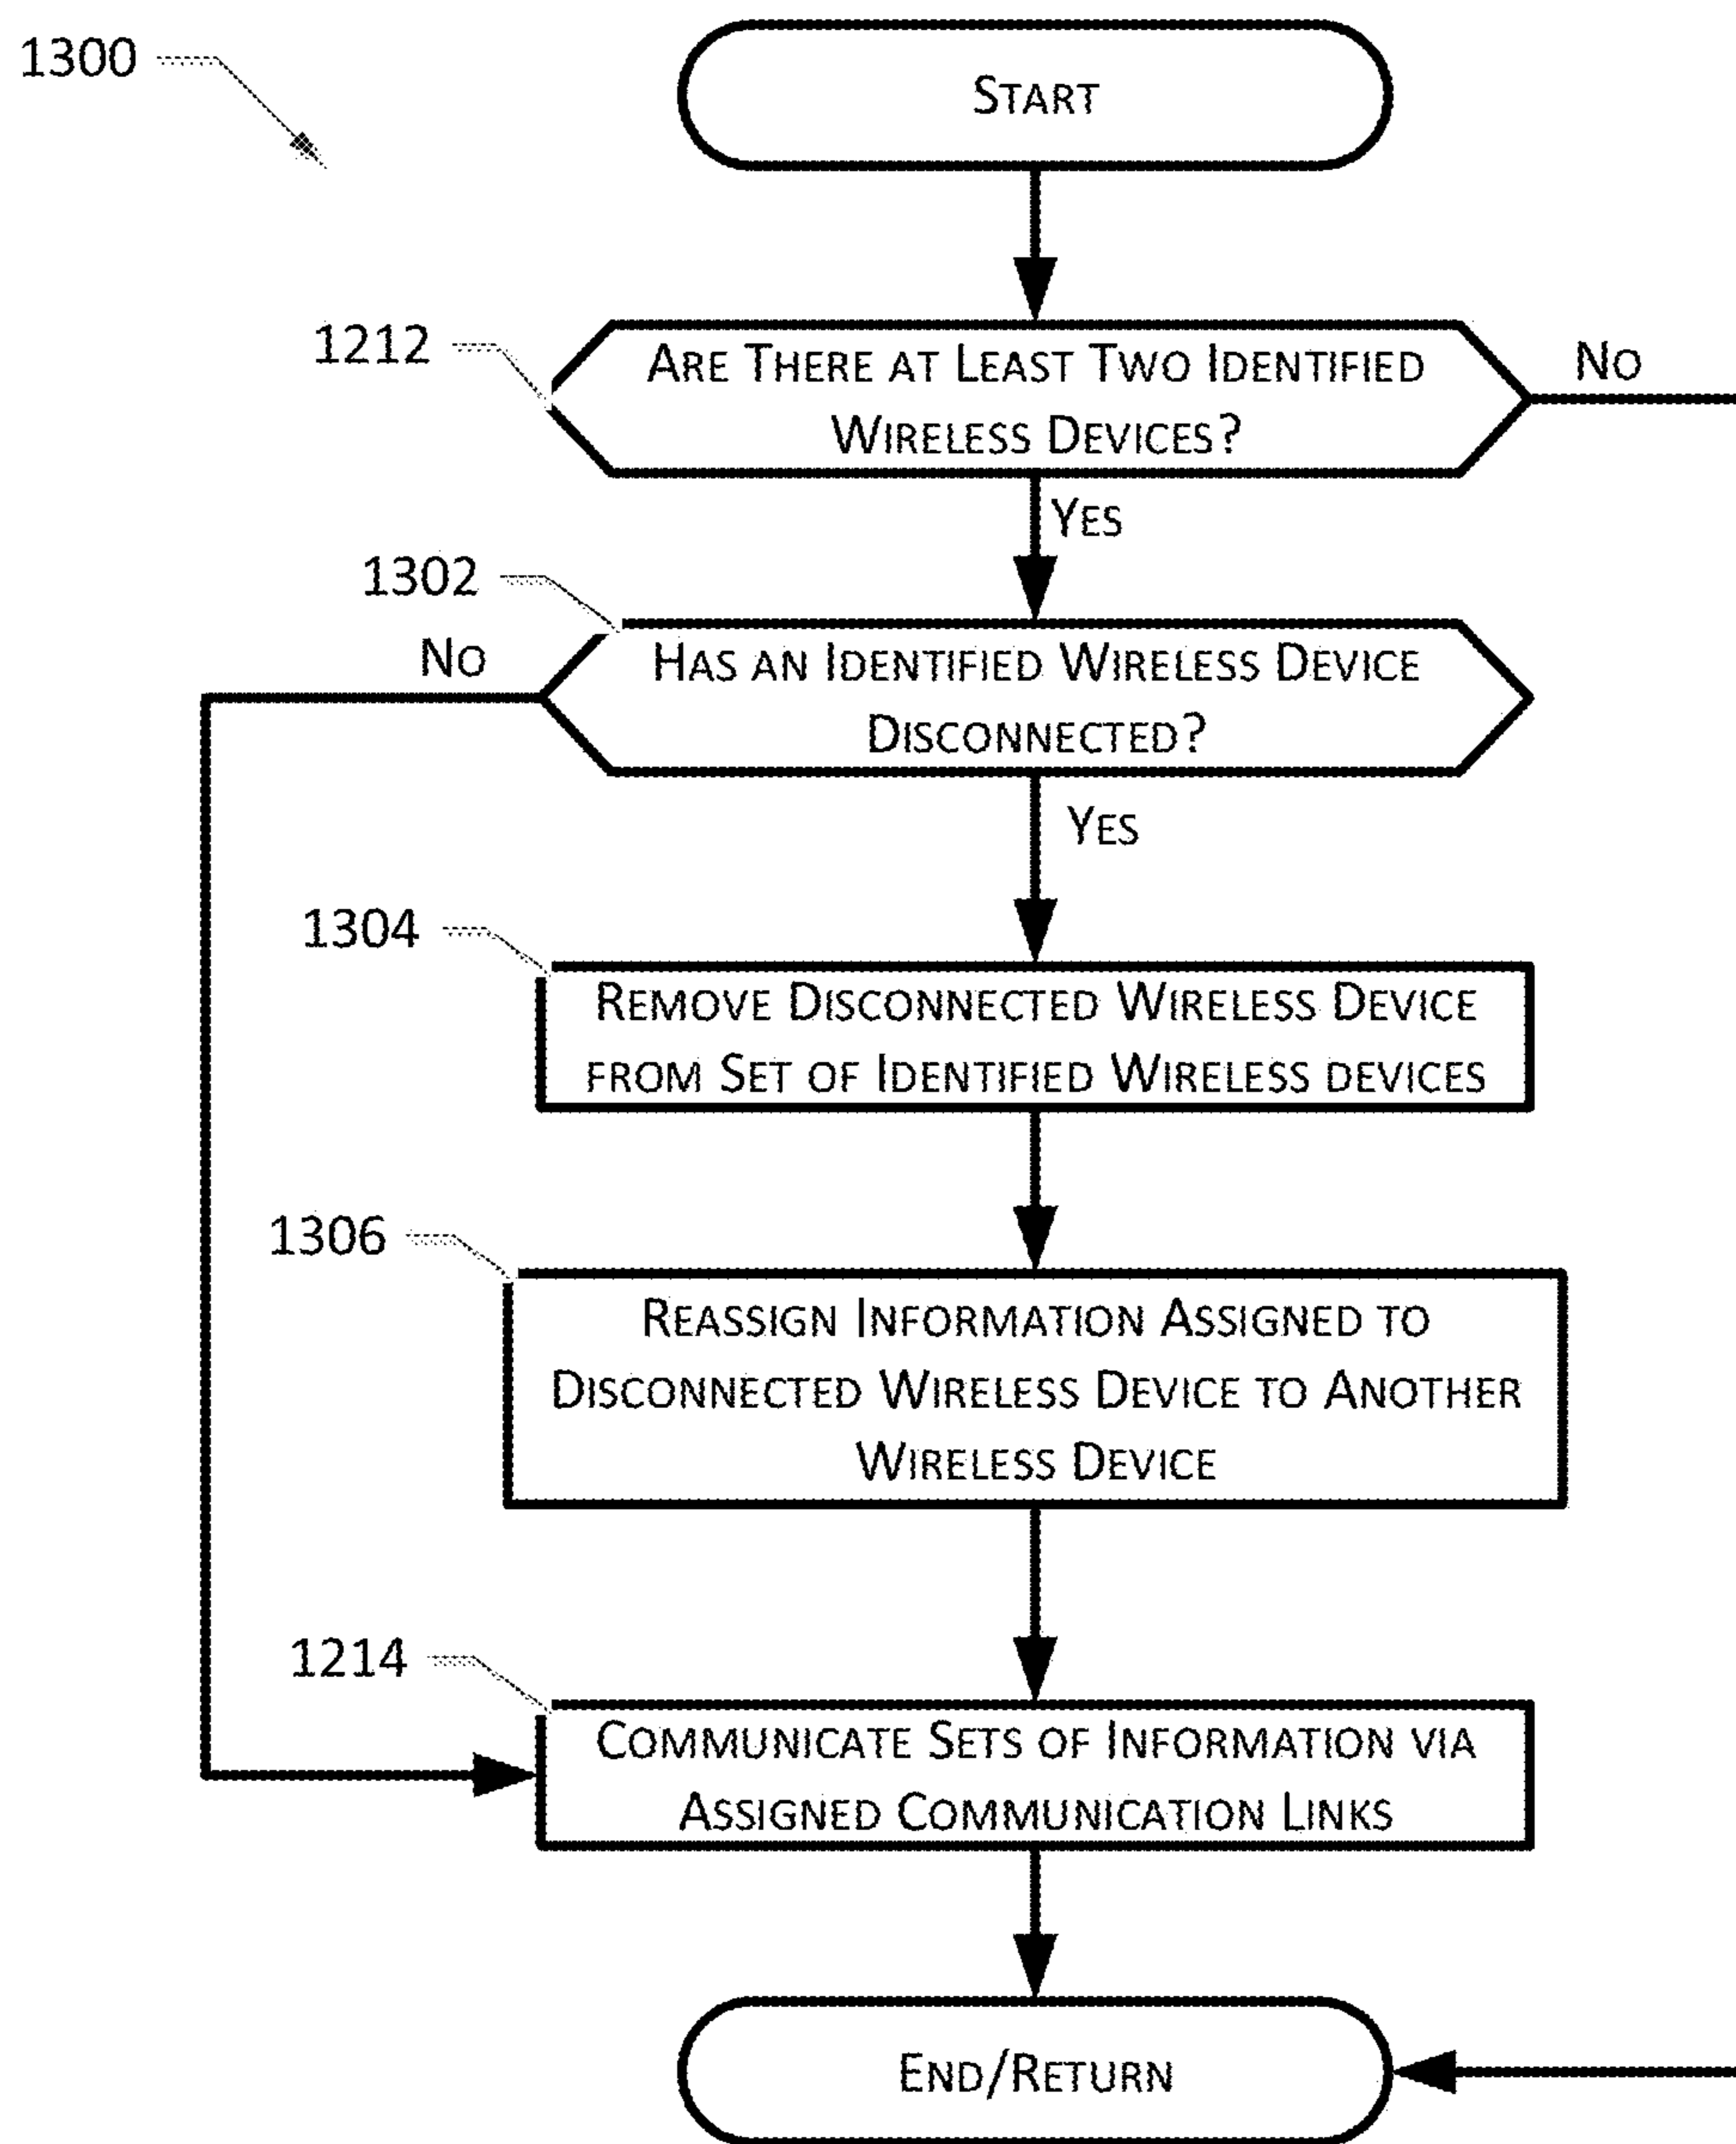 1300
START
1212
ARE THERE AT LEAST TWO IDENTIFIED
WIRELESS DEVICES?
NO
YES
1302
NO
HAS AN IDENTIFIED WIRELESS DEVICE
DISCONNECTED?
YES
1304
REMOVE DISCONNECTED WIRELESS DEVICE
FROM SET OF IDENTIFIED WIRELESS DEVICES
1306
REASSIGN INFORMATION ASSIGNED TO
DISCONNECTED WIRELESS DEVICE TO ANOTHER
WIRELESS DEVICE
1214
COMMUNICATE SETS OF INFORMATION VIA
ASSIGNED COMMUNICATION LINKS
END/RETURN